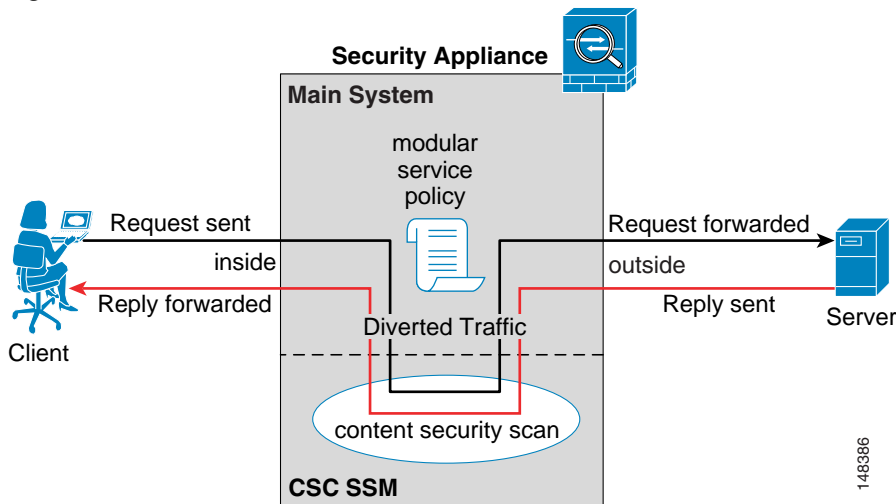 Security Appliance
Main System
modular
service
policy
Request sent
Request forwarded
inside
outside
Reply forwarded
Reply sent
Server
Diverted Traffic
Client
content security scan
CSC SSM
148386